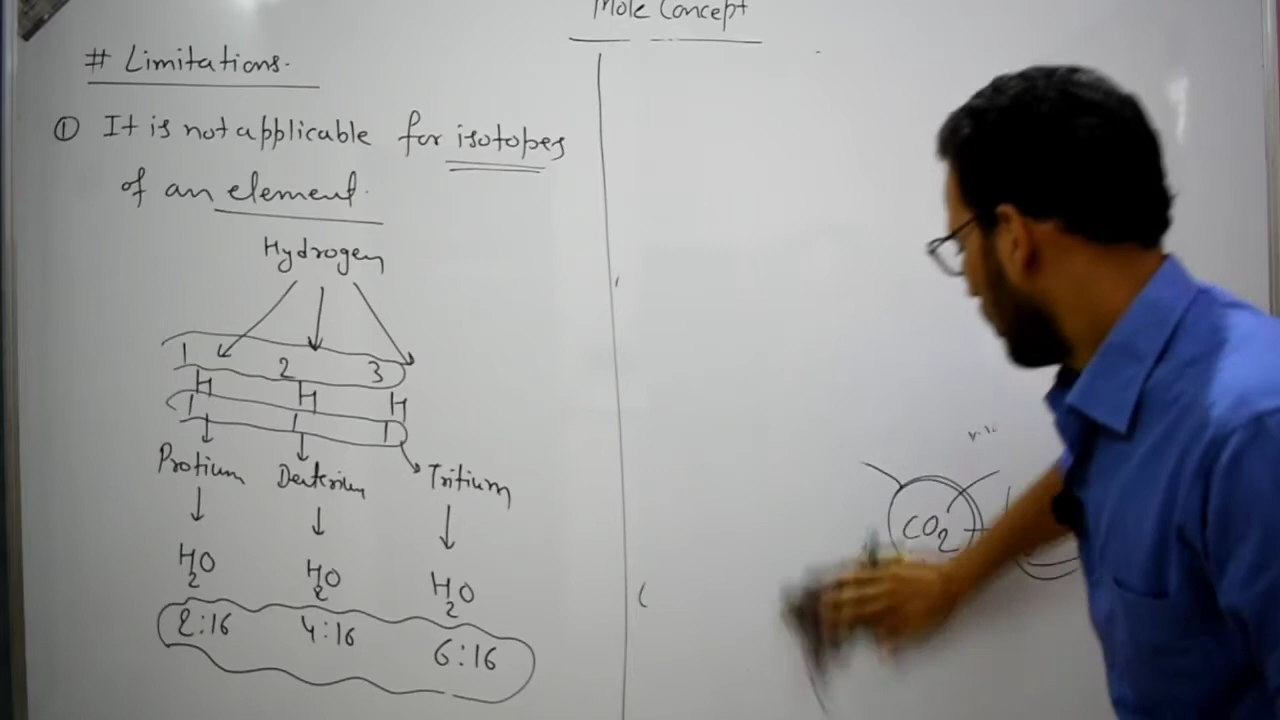 Mole Concept
# Limitations.
① It is not applicable for isotopes
of an element.
Hydrogen
1 2 3
H H H
1 1 1
Protium Deuterium Tritium
H2O H2O H2O
2:16 4:16 6:16
CO2